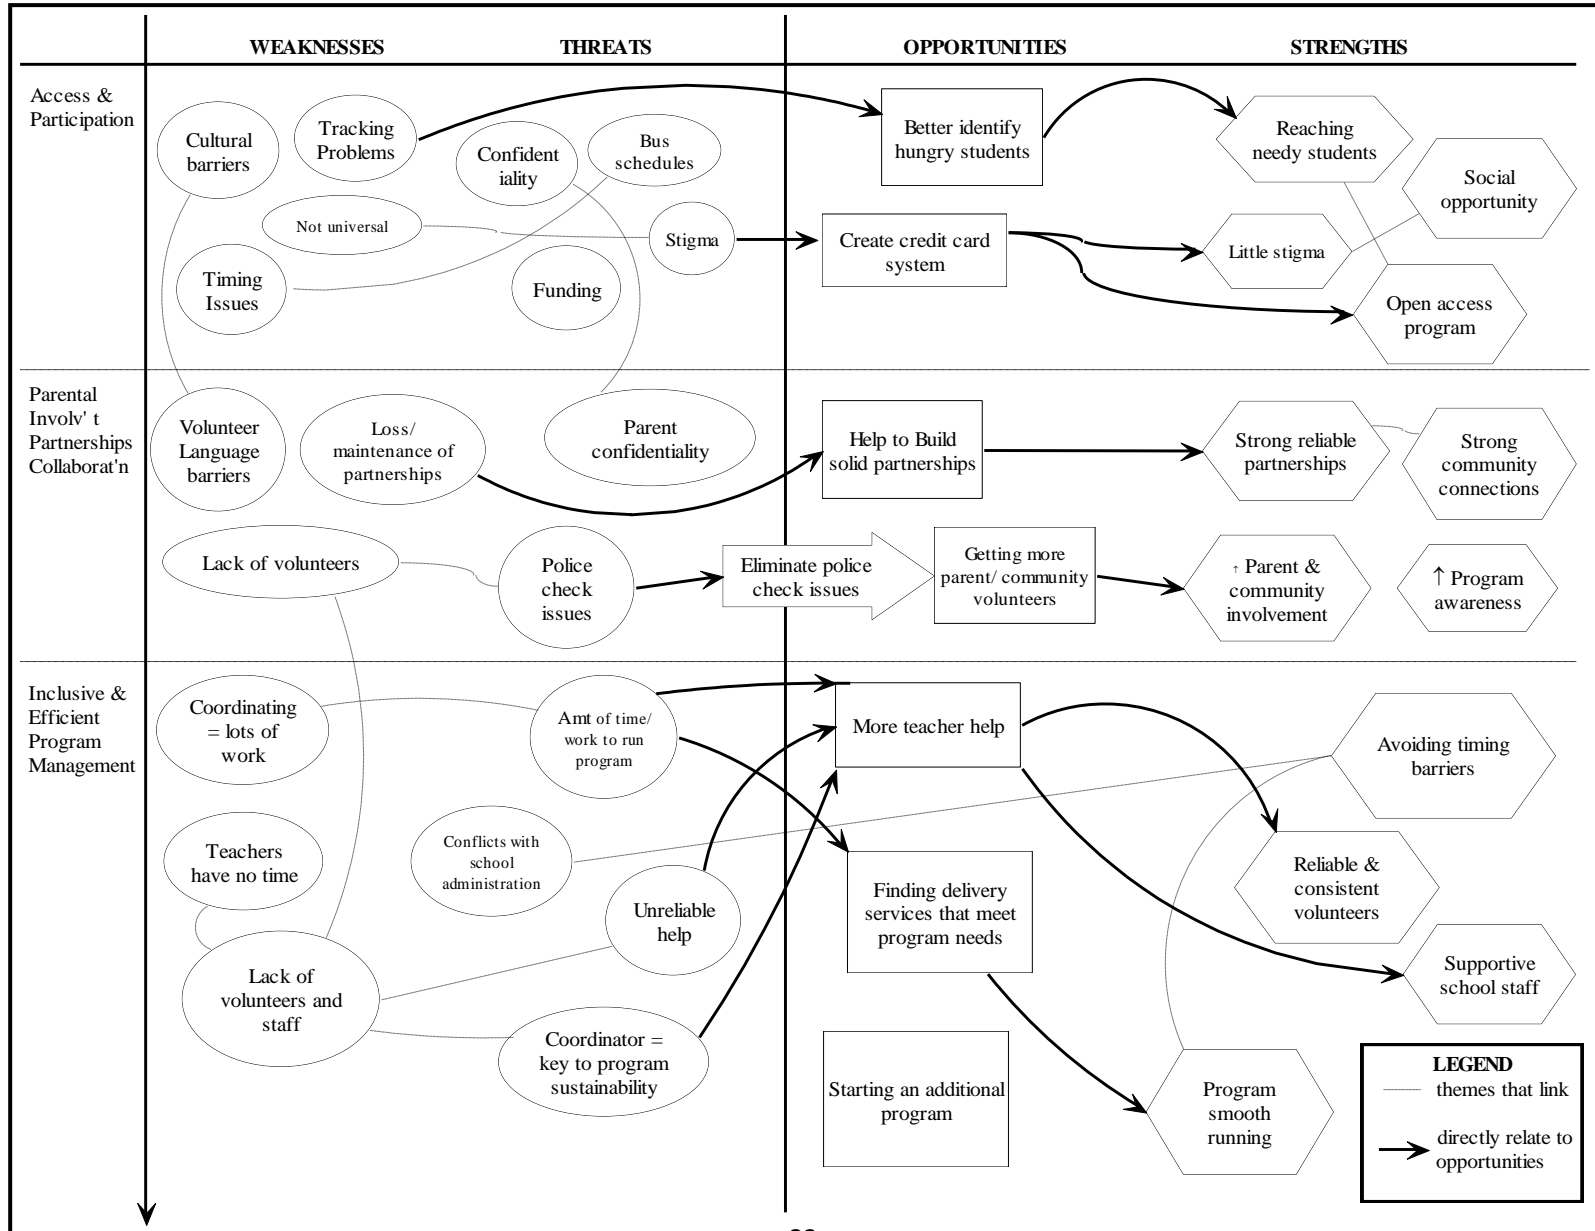 WEAKNESSES
THREATS
OPPORTUNITIES
STRENGTHS
Access &
Participation
Cultural
barriers
Tracking
Problems
Confident
iality
Bus
schedules
Not universal
Stigma
Timing
Issues
Funding
Better identify
hungry students
Create credit card
system
Reaching
needy students
Social
opportunity
Little stigma
Open access
program
Parental
Involv' t
Partnerships
Collaborat'n
Volunteer
Language
barriers
Loss/
maintenance of
partnerships
Parent
confidentiality
Help to Build
solid partnerships
Strong reliable
partnerships
Strong
community
connections
Lack of volunteers
Police
check
issues
Eliminate police
check issues
Getting more
parent/ community
volunteers
↑ Parent &
community
involvement
↑ Program
awareness
Inclusive &
Efficient
Program
Management
Coordinating
= lots of
work
Amt of time/
work to run
program
More teacher help
Avoiding timing
barriers
Teachers
have no time
Conflicts with
school
administration
Unreliable
help
Finding delivery
services that meet
program needs
Reliable &
consistent
volunteers
Lack of
volunteers and
staff
Coordinator =
key to program
sustainability
Starting an additional
program
Supportive
school staff
Program
smooth
running
LEGEND
themes that link
directly relate to
opportunities